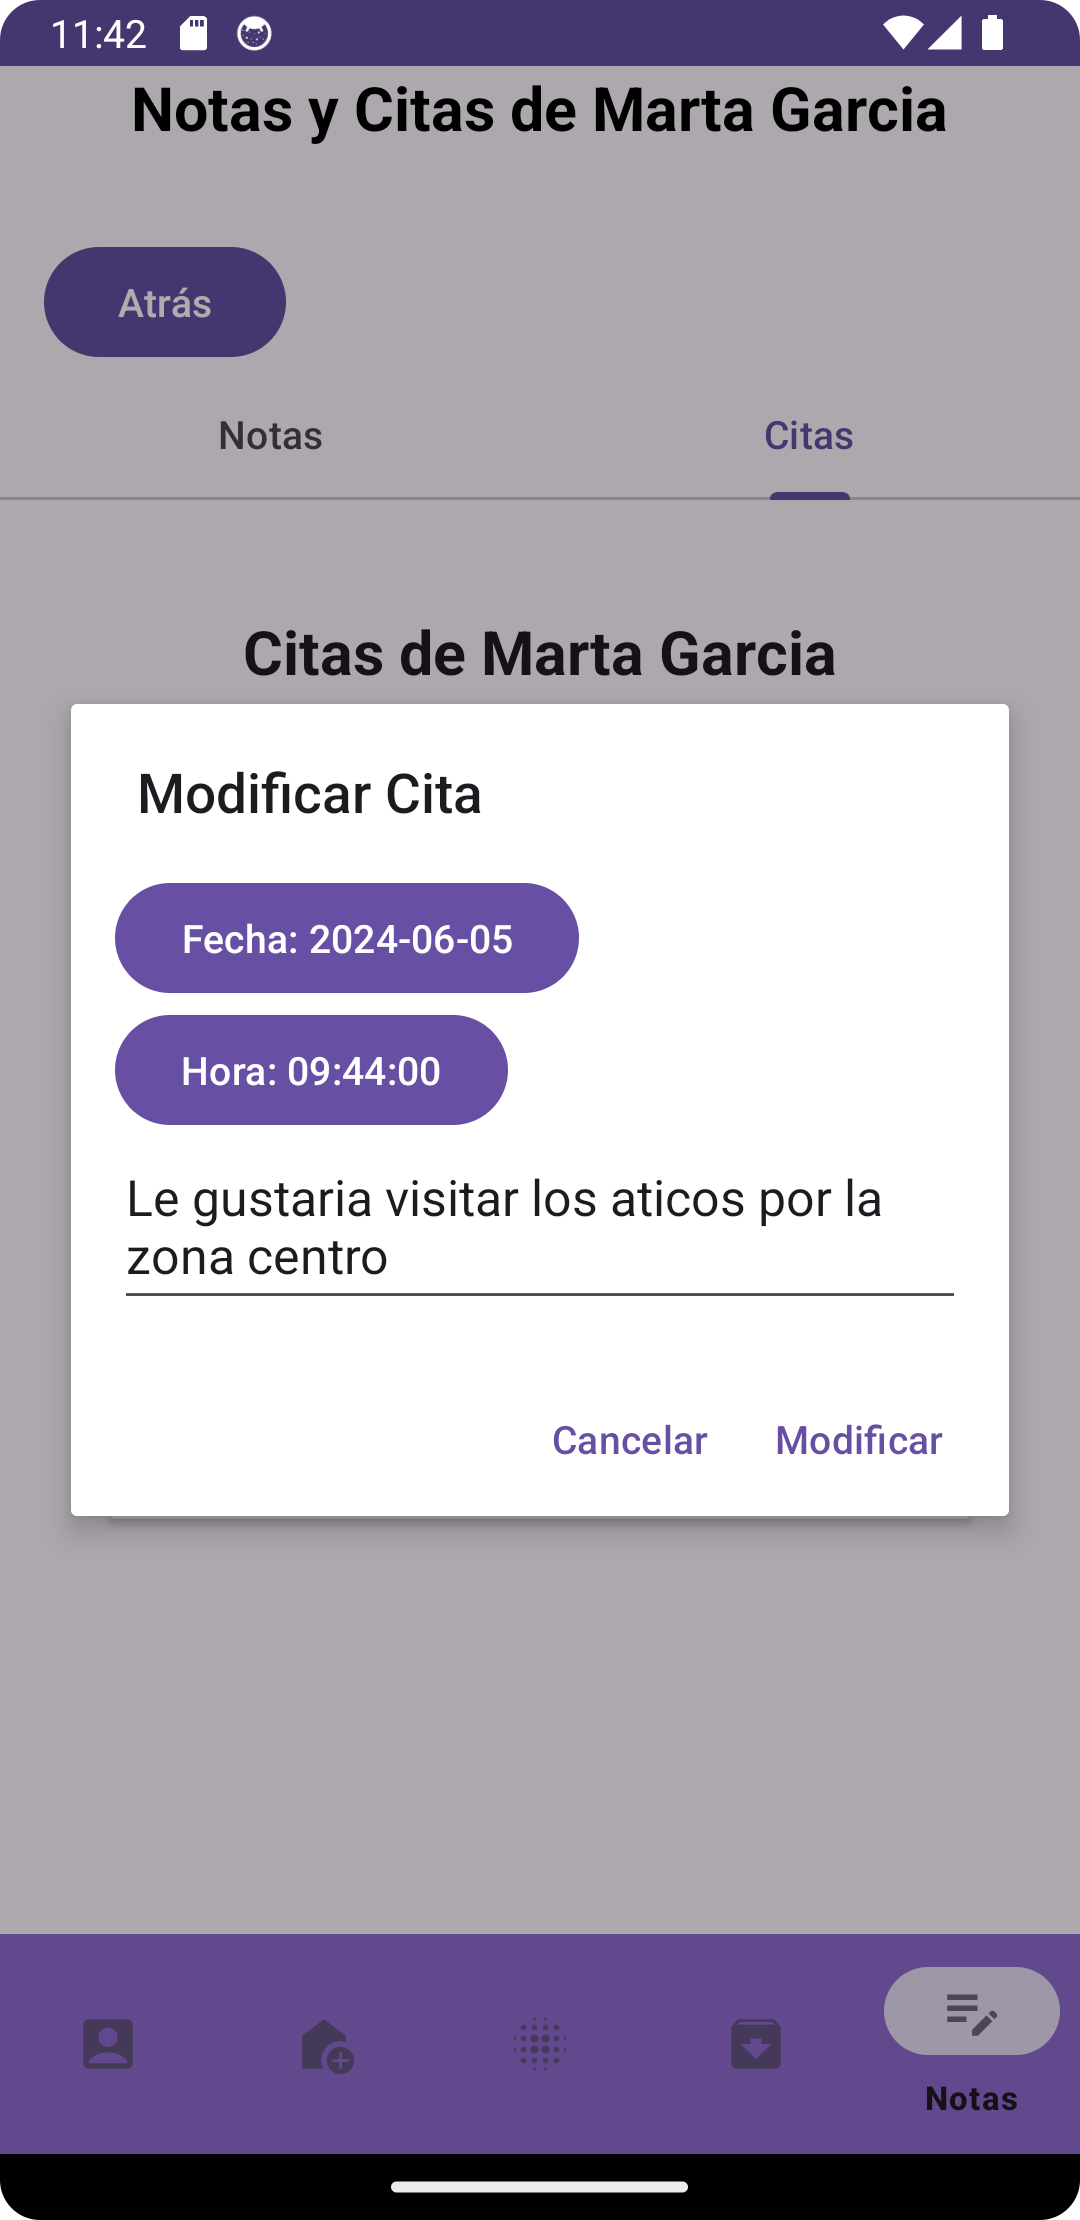 11:42
Notas y Citas de Marta Garcia
Atrás
Notas
Citas
Citas de Marta Garcia
Modificar Cita
Fecha: 2024-06-05
Hora: 09:44:00
Le gustaria visitar los aticos por la
zona centro
Cancelar
Modificar
Notas